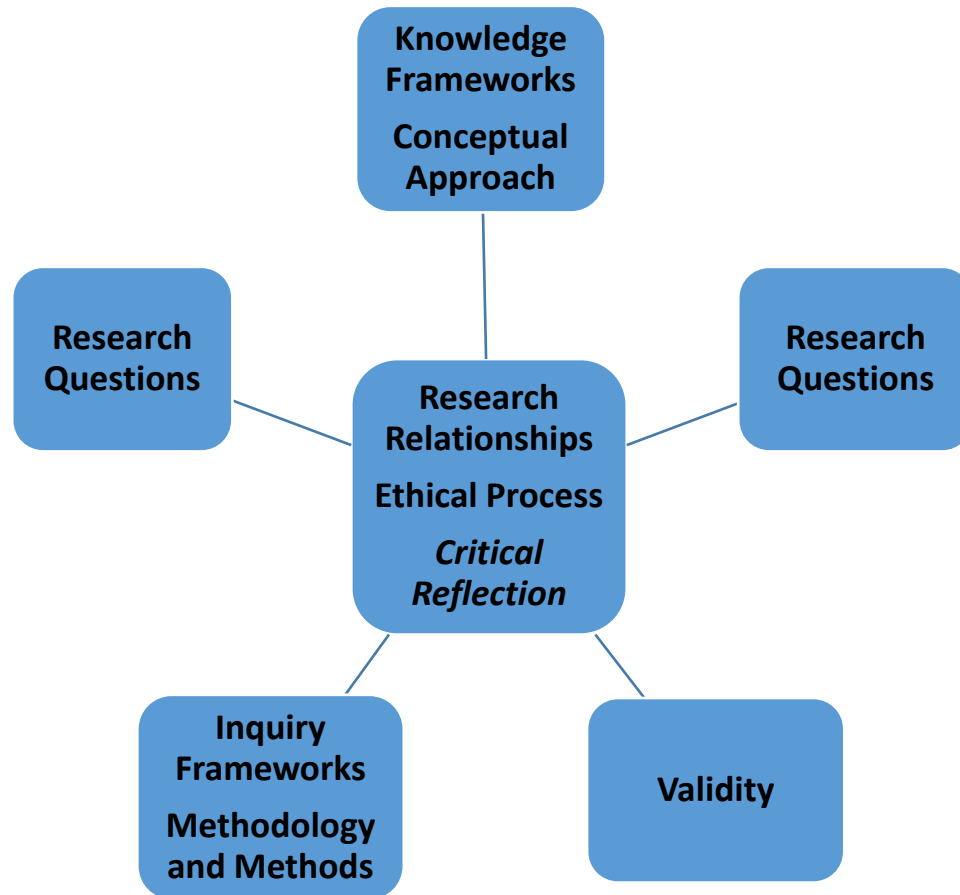 Knowledge
Frameworks
Conceptual
Approach
Research
Questions
Research
Questions
Research
Relationships
Ethical Process
Critical
Reflection
Inquiry
Frameworks
Methodology
and Methods
Validity